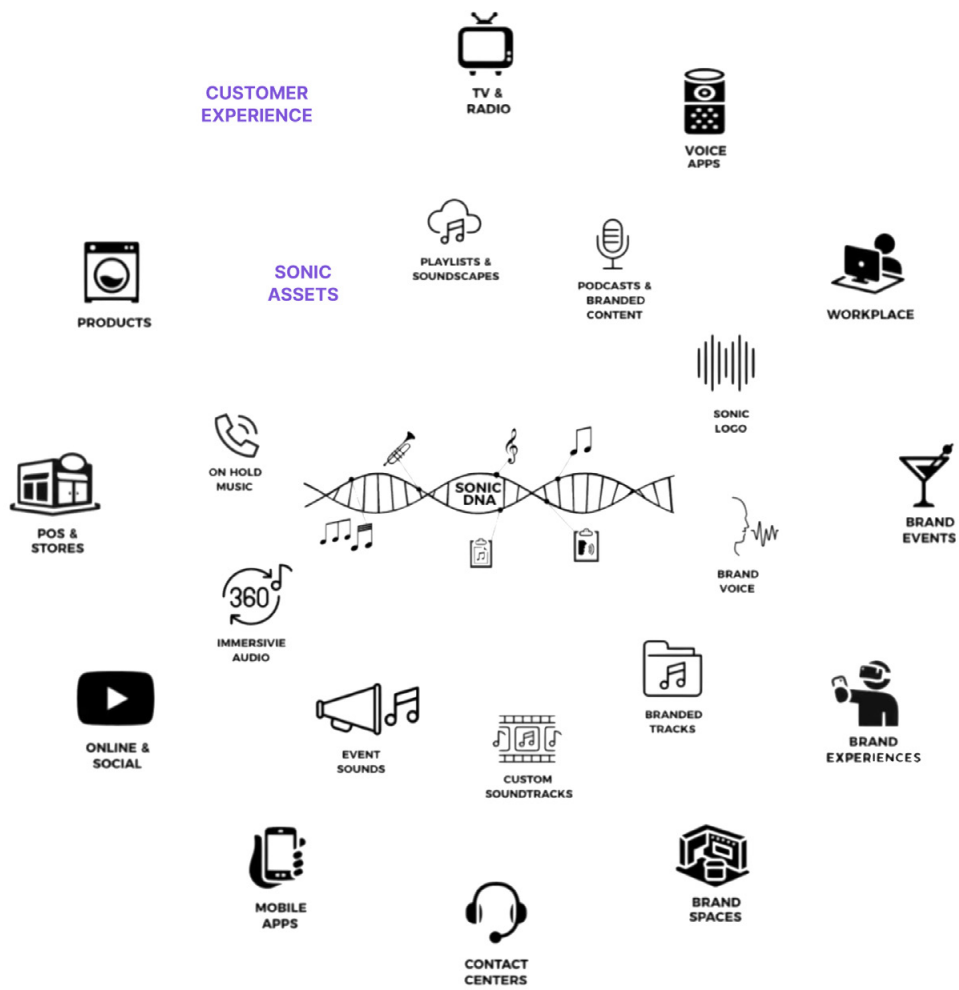 TV &
RADIO
CUSTOMER
EXPERIENCE
VOICE
APPS
PLAYLISTS &
SOUNDSCAPES
SONIC
ASSETS
PODCASTS &
BRANDED
CONTENT
PRODUCTS
WORKPLACE
SONIC
LOGO
ON HOLD
MUSIC
SONIC
DNA
POS &
STORES
BRAND
EVENTS
BRAND
VOICE
360
IMMERSIVIE
AUDIO
BRANDED
TRACKS
ONLINE &
SOCIAL
EVENT
SOUNDS
CUSTOM
SOUNDTRACKS
BRAND
EXPERIENCES
MOBILE
APPS
BRAND
SPACES
CONTACT
CENTERS